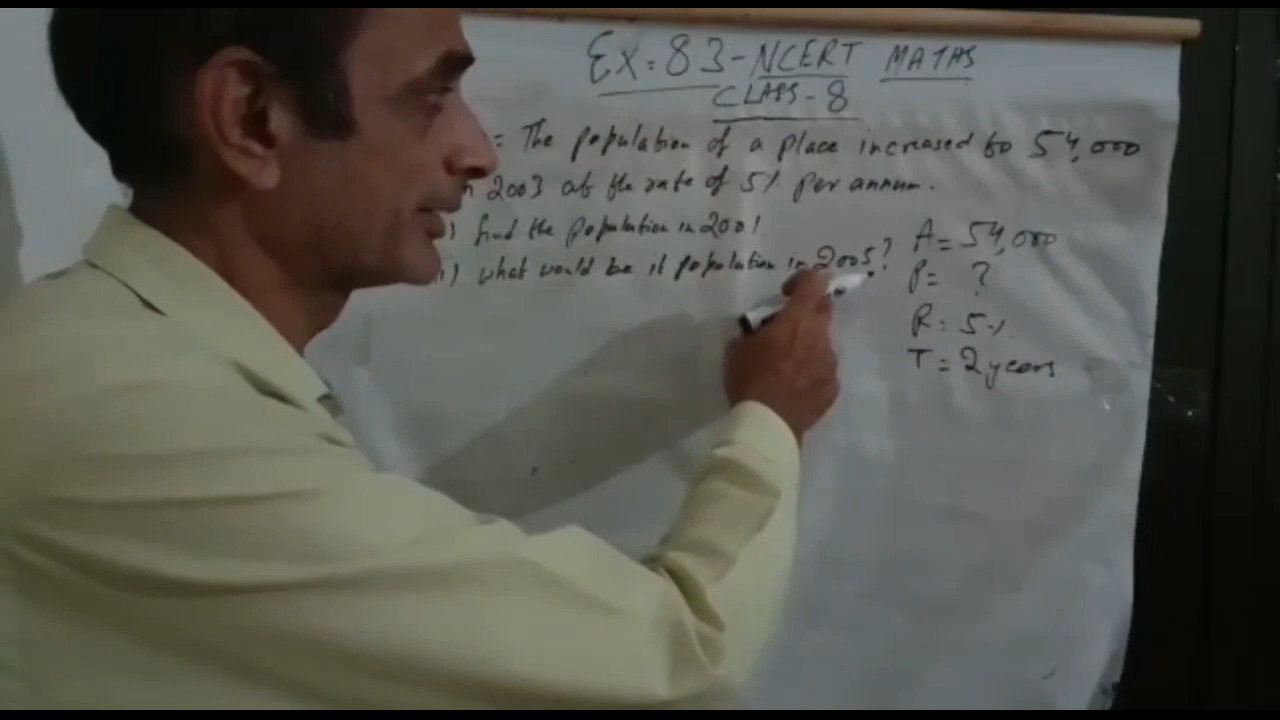 Ex = 8 3 - NCERT MATHS
CLASS - 8
= The population of a place increased to 54,000
n 2003 at the rate of 5% Per annum.
) find the population in 2001
ii) what would be it population in 2005?
A = 54,000
P = ?
R = 5%
T = 2 years